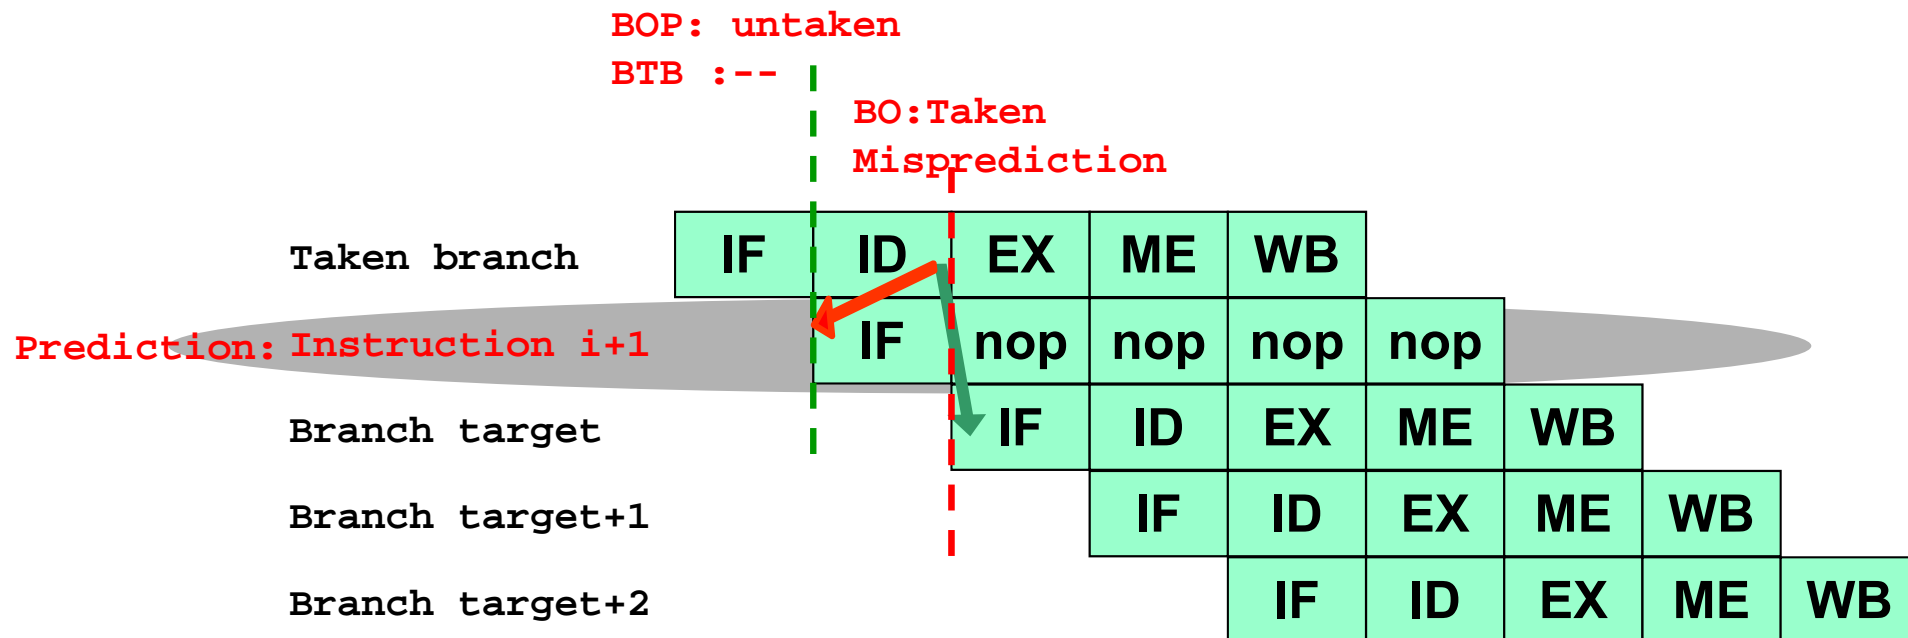 BOP: untaken
BTB :--
BO:Taken
Misprediction
Taken branch IF ID EX ME WB
Prediction: Instruction i+1 IF nop nop nop nop
Branch target IF ID EX ME WB
Branch target+1 IF ID EX ME WB
Branch target+2 IF ID EX ME WB